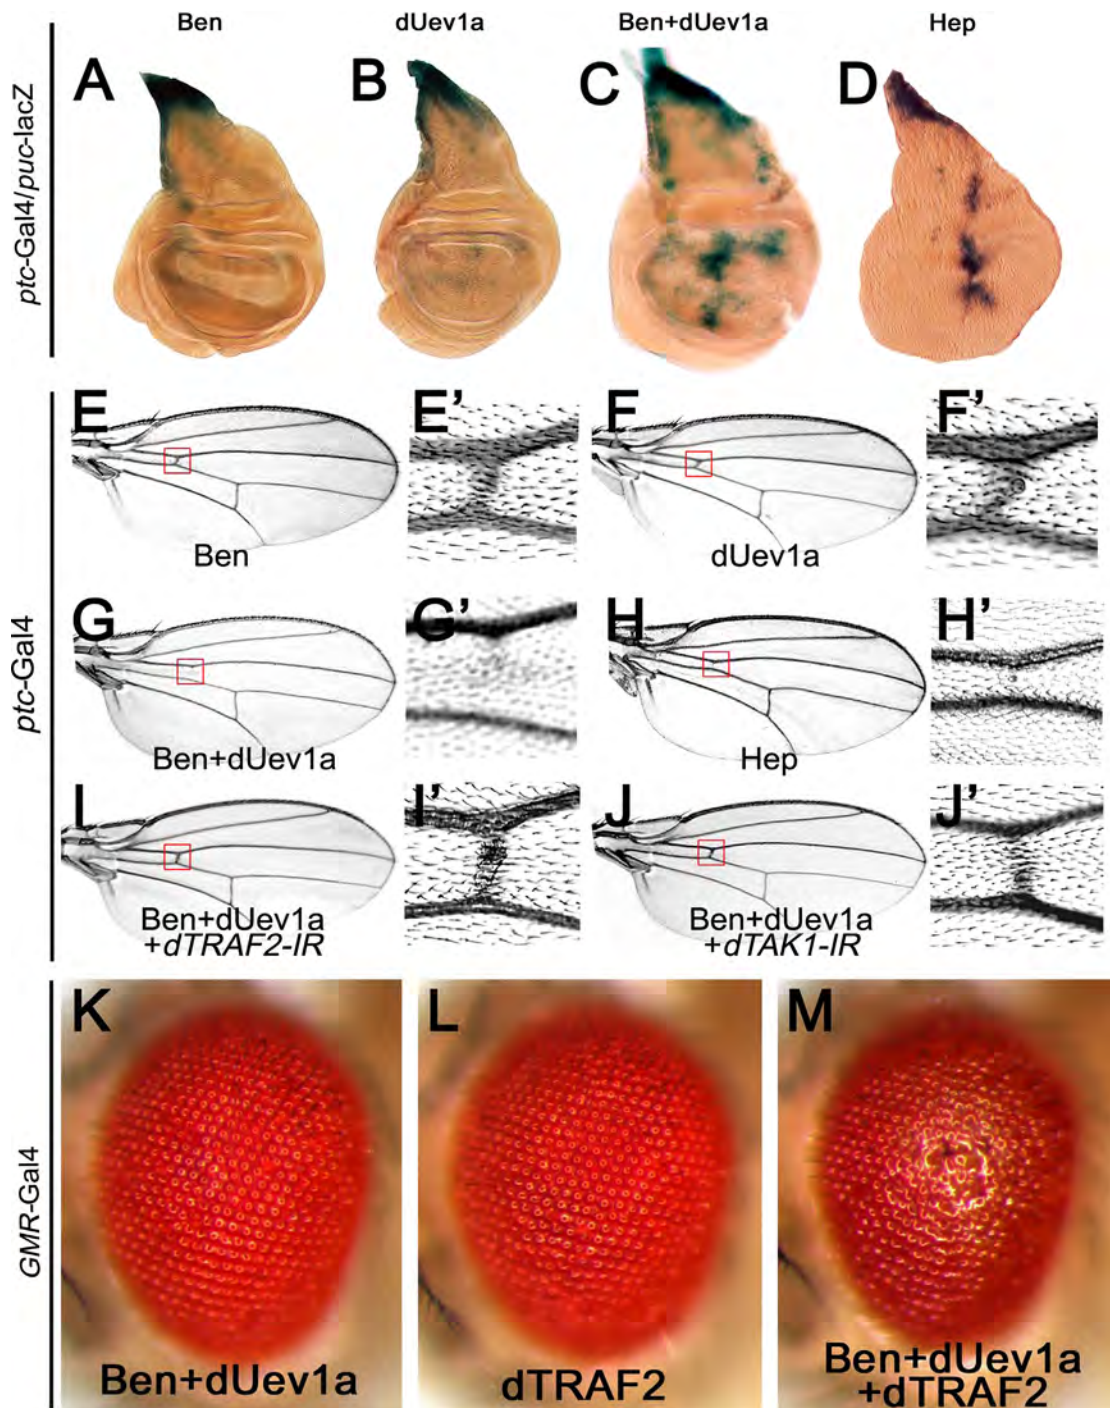 Ben dUev1a Ben+dUev1a Hep
ptc-Gal4/puc-lacZ
A B C D
ptc-Gal4
E E' F F'
Ben dUev1a
G G' H H'
Ben+dUev1a Hep
I I' J J'
Ben+dUev1a Ben+dUev1a
+dTRAF2-IR +dTAK1-IR
GMR-Gal4
K L M
Ben+dUev1a dTRAF2 Ben+dUev1a
+dTRAF2